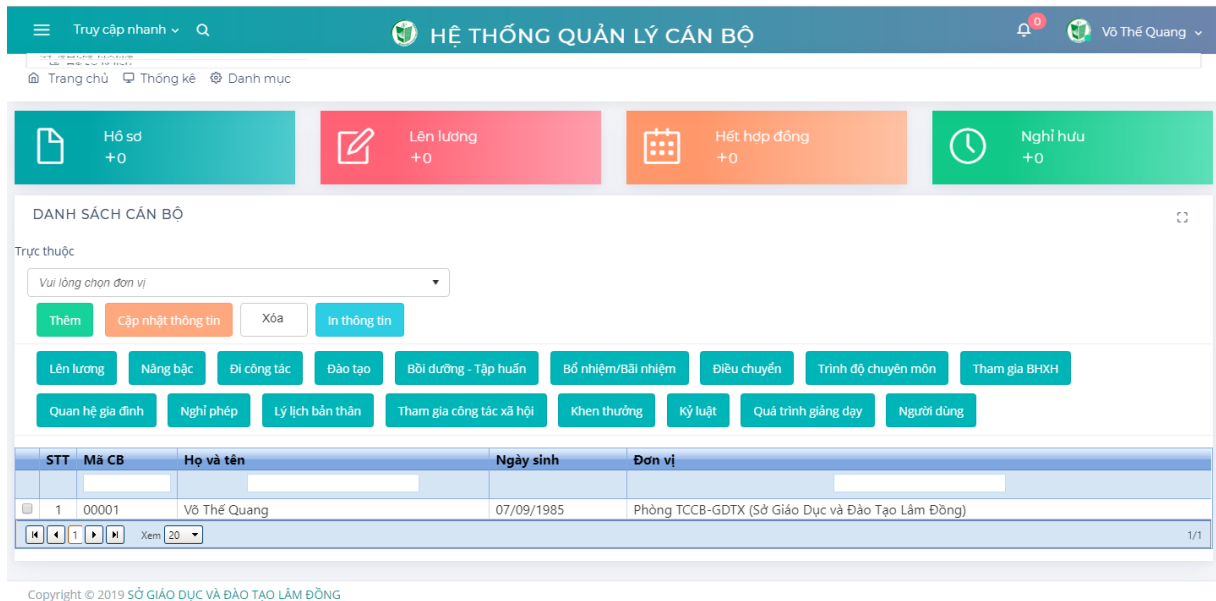 Truy cập nhanh
HỆ THỐNG QUẢN LÝ CÁN BỘ
0
Võ Thế Quang
Trang chủ Thống kê Danh mục
Hồ sơ
+0
Lên lương
+0
Hết hợp đồng
+0
Nghỉ hưu
+0
DANH SÁCH CÁN BỘ
Trực thuộc
Vui lòng chọn đơn vị
Thêm Cập nhật thông tin Xóa In thông tin
Lên lương Nâng bậc Đi công tác Đào tạo Bồi dưỡng - Tập huấn Bổ nhiệm/Bãi nhiệm Điều chuyển Trình độ chuyên môn Tham gia BHXH
Quan hệ gia đình Nghỉ phép Lý lịch bản thân Tham gia công tác xã hội Khen thưởng Kỷ luật Quá trình giảng dạy Người dùng
STT Mã CB Họ và tên Ngày sinh Đơn vị
1 00001 Võ Thế Quang 07/09/1985 Phòng TCCB-GDTX (Sở Giáo Dục và Đào Tạo Lâm Đồng)
1 Xem 20 1/1
Copyright © 2019 SỞ GIÁO DỤC VÀ ĐÀO TẠO LÂM ĐỒNG